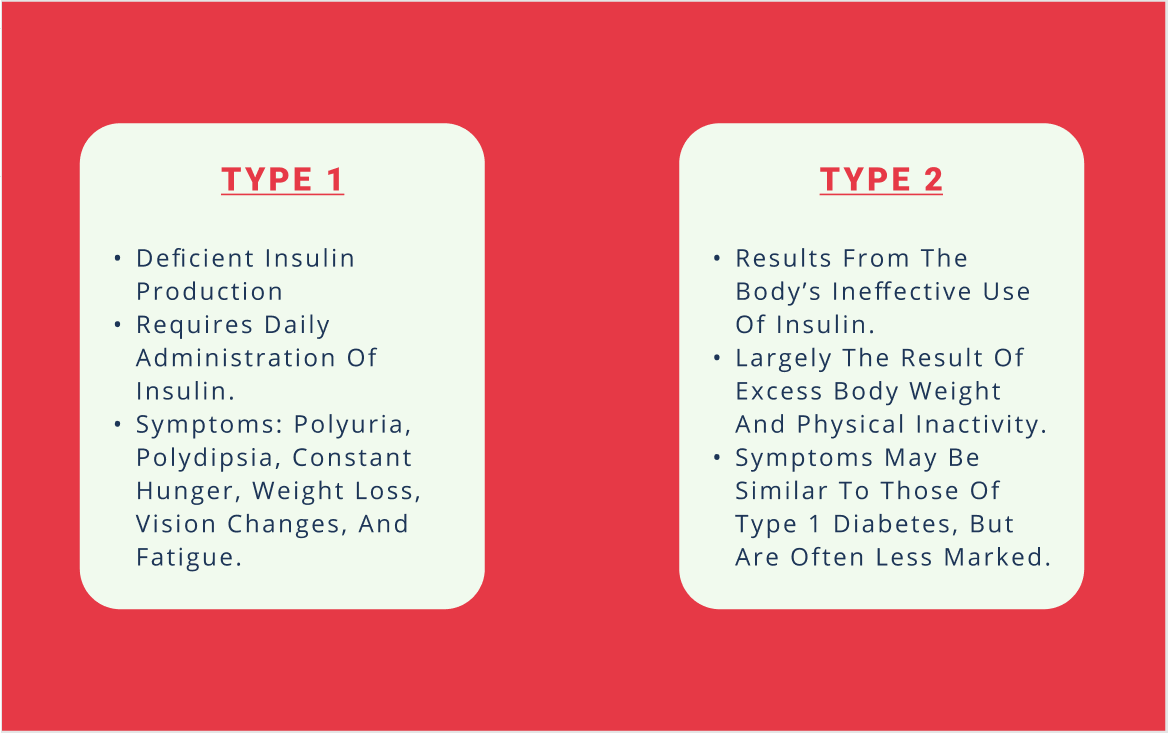 TYPE 1
• Deficient Insulin
Production
• Requires Daily
Administration Of
Insulin.
• Symptoms: Polyuria,
Polydipsia, Constant
Hunger, Weight Loss,
Vision Changes, And
Fatigue.
TYPE 2
• Results From The
Body’s Ineffective Use
Of Insulin.
• Largely The Result Of
Excess Body Weight
And Physical Inactivity.
• Symptoms May Be
Similar To Those Of
Type 1 Diabetes, But
Are Often Less Marked.